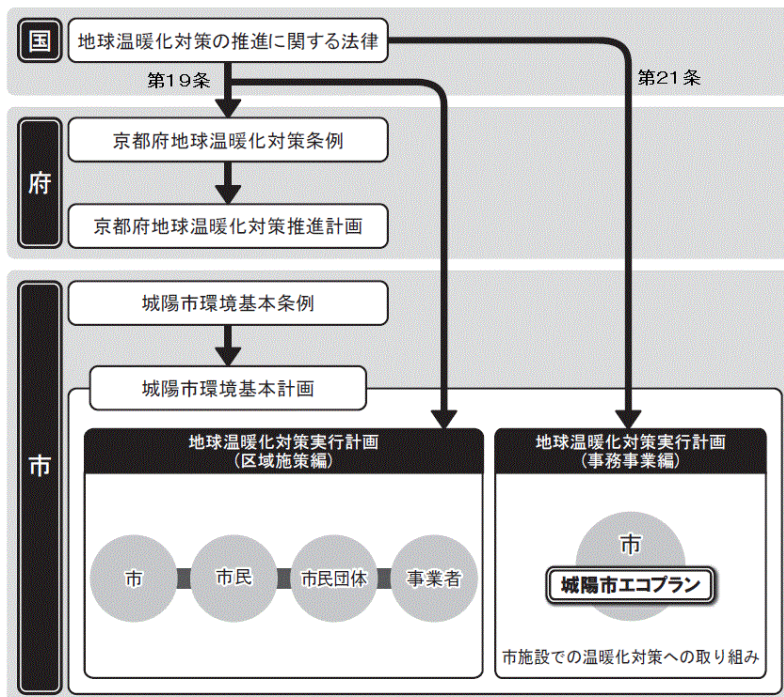 国
地球温暖化対策の推進に関する法律
第19条
第21条
府
京都府地球温暖化対策条例
京都府地球温暖化対策推進計画
市
城陽市環境基本条例
城陽市環境基本計画
地球温暖化対策実行計画
(区域施策編)
市
市民
市民団体
事業者
地球温暖化対策実行計画
(事務事業編)
市
城陽市エコプラン
市施設での温暖化対策への取り組み